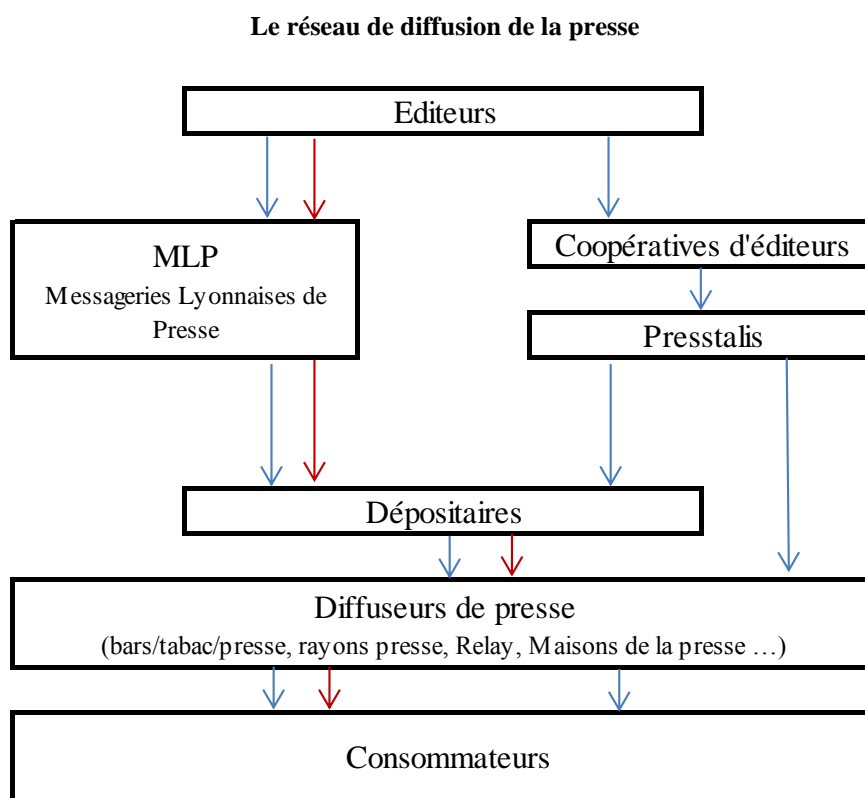 Le réseau de diffusion de la presse
Editeurs
MLP
Messageries Lyonnaises de
Presse
Coopératives d'éditeurs
Presstalis
Dépositaires
Diffuseurs de presse
(bars/tabac/presse, rayons presse, Relay, Maisons de la presse …)
Consommateurs